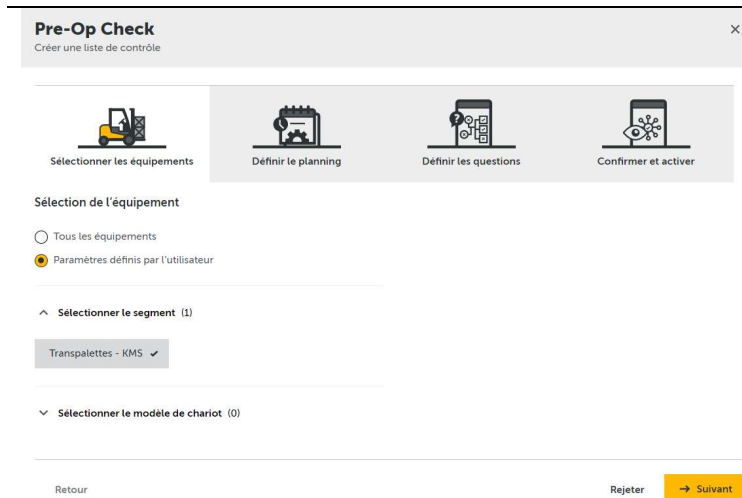 Pre-Op Check
Créer une liste de contrôle
Sélectionner les équipements
Définir le planning
Définir les questions
Confirmer et activer
Sélection de l'équipement
Tous les équipements
Paramètres définis par l'utilisateur
Sélectionner le segment (1)
Transpalettes - KMS
Sélectionner le modèle de chariot (0)
Retour
Rejeter
→ Suivant